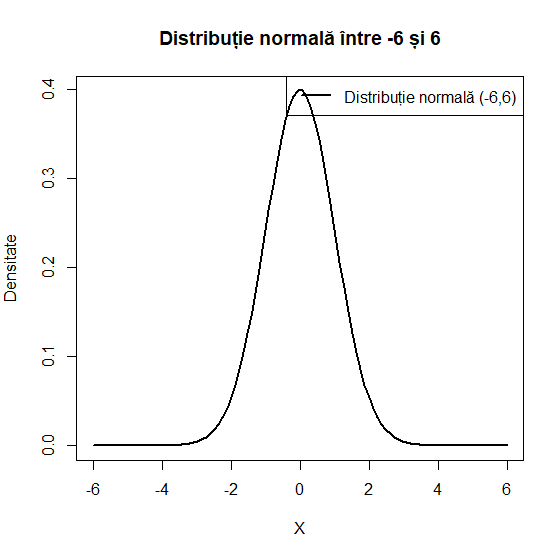 Distribuție normală între -6 și 6
Distribuție normală (-6,6)
Densitate
0.4
0.3
0.2
0.1
0.0
-6 -4 -2 0 2 4 6
X